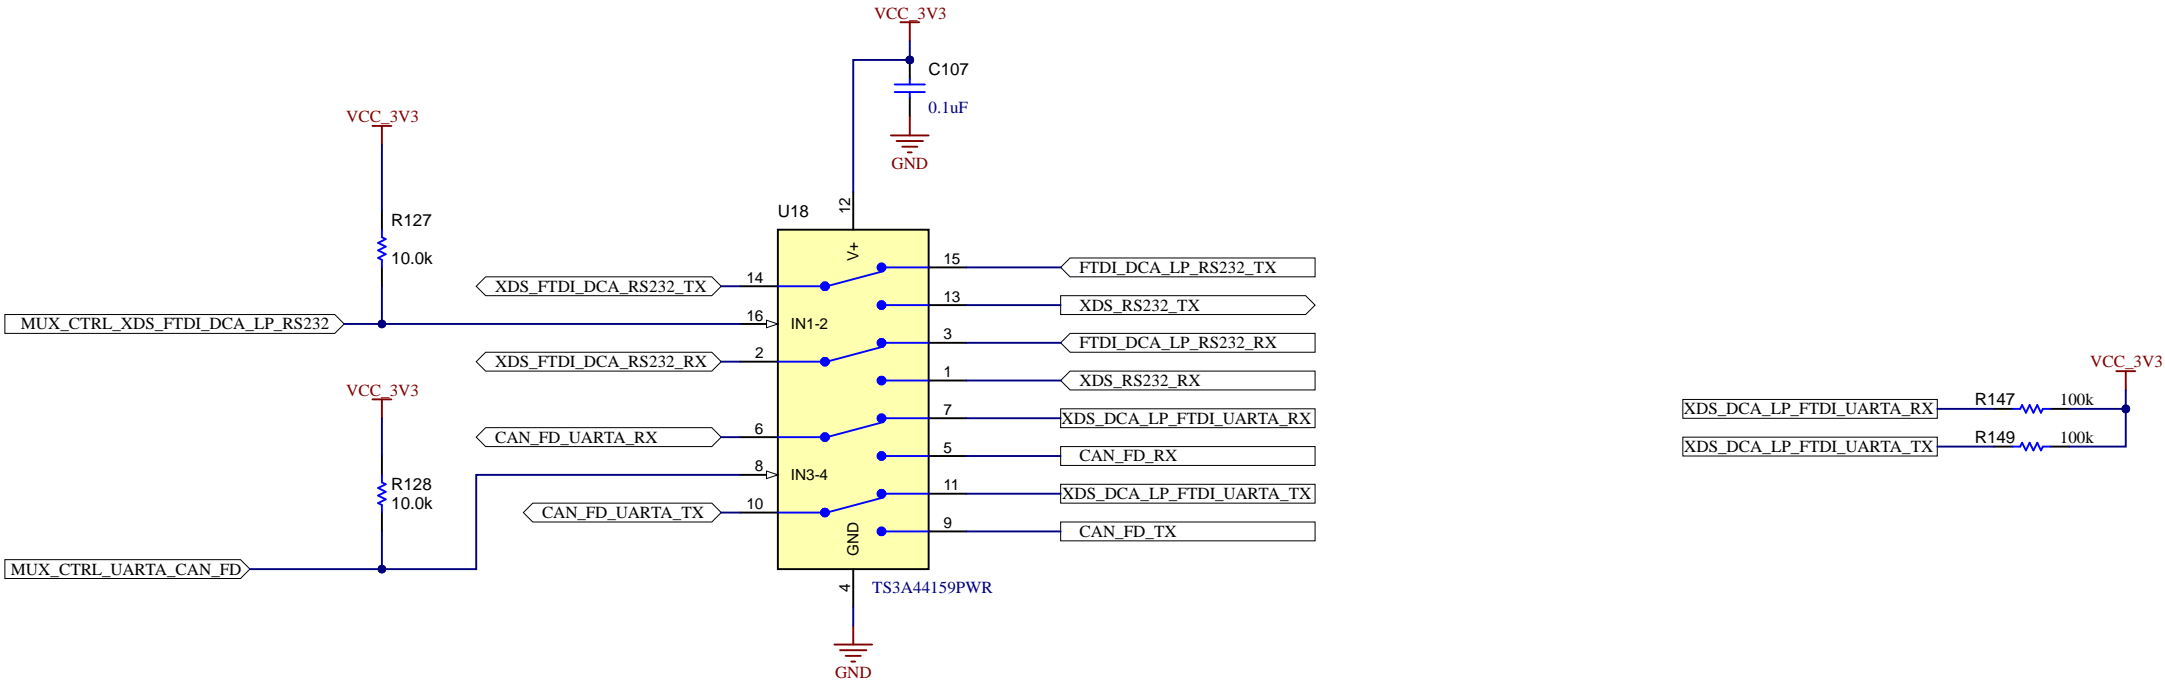 VCC_3V3
C107
0.1uF
GND
VCC_3V3
R127
10.0k
U18
12
V+
XDS_FTDI_DCA_RS232_TX
14
15
FTDI_DCA_LP_RS232_TX
13
XDS_RS232_TX
MUX_CTRL_XDS_FTDI_DCA_LP_RS232
16
IN1-2
3
FTDI_DCA_LP_RS232_RX
XDS_FTDI_DCA_RS232_RX
2
1
XDS_RS232_RX
VCC_3V3
7
XDS_DCA_LP_FTDI_UARTA_RX
CAN_FD_UARTA_RX
6
5
CAN_FD_RX
8
IN3-4
R128
10.0k
11
XDS_DCA_LP_FTDI_UARTA_TX
CAN_FD_UARTA_TX
10
9
CAN_FD_TX
GND
MUX_CTRL_UARTA_CAN_FD
4
TS3A44159PWR
GND
VCC_3V3
XDS_DCA_LP_FTDI_UARTA_RX
R147
100k
XDS_DCA_LP_FTDI_UARTA_TX
R149
100k